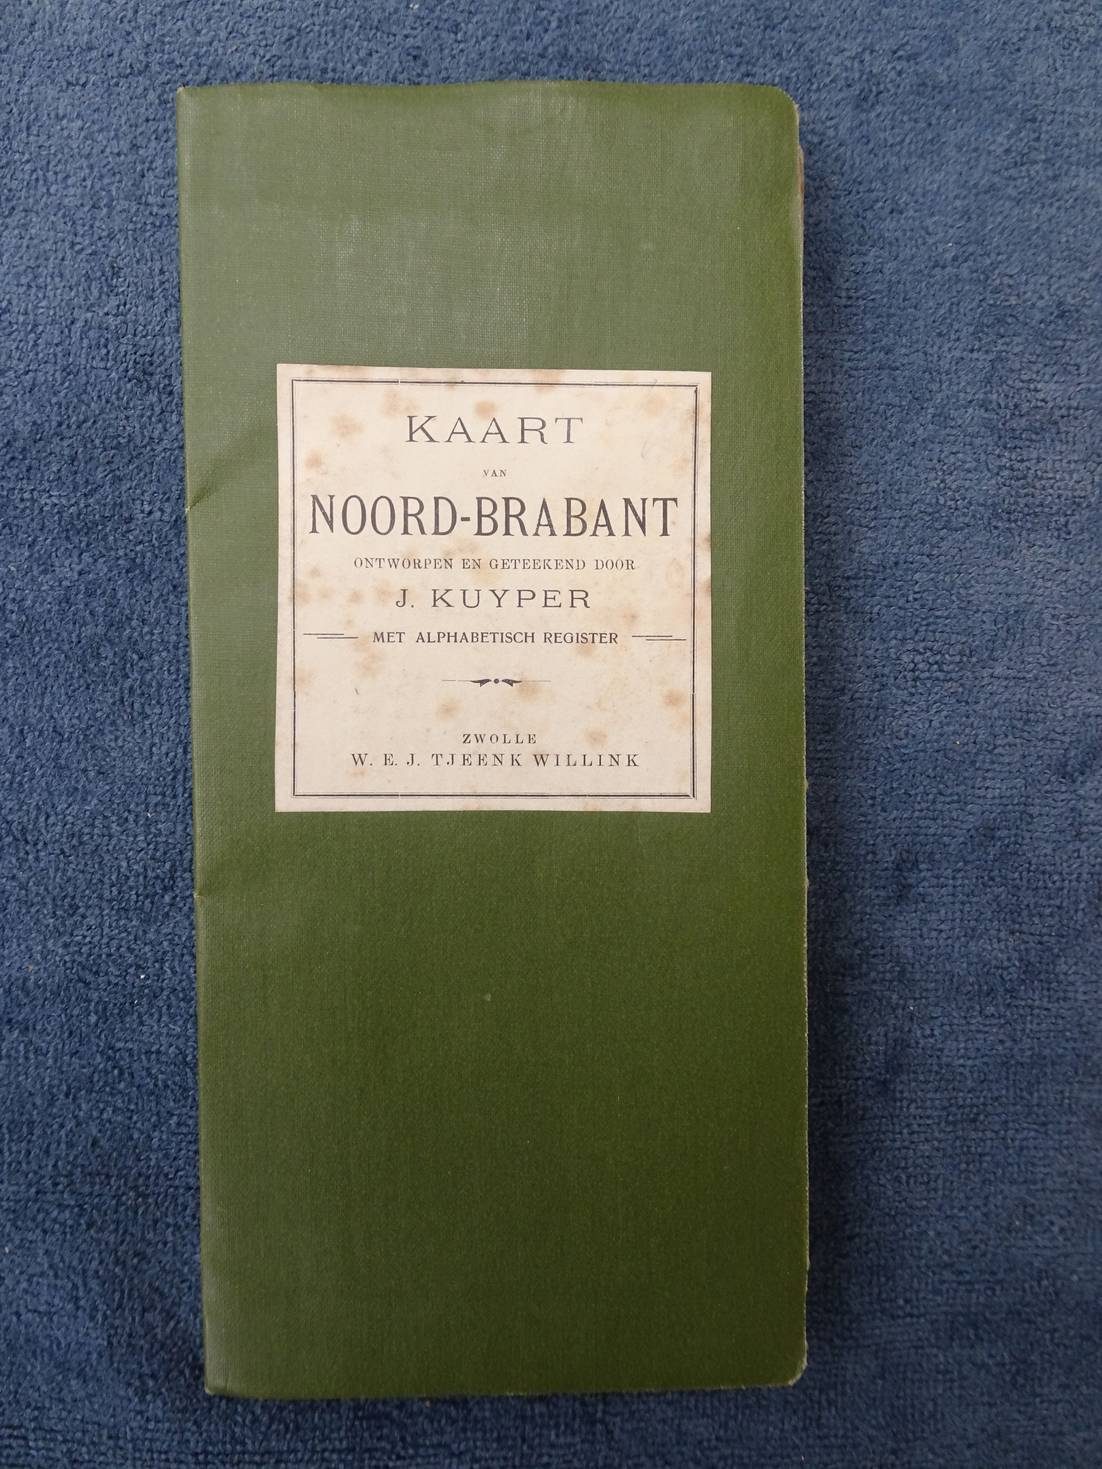 KAART
VAN
NOORD-BRABANT
ONTWORPEN EN GETEEKEND DOOR
J. KUYPER
MET ALPHABETISCH REGISTER
ZWOLLE
W. E. J. TJEENK WILLINK